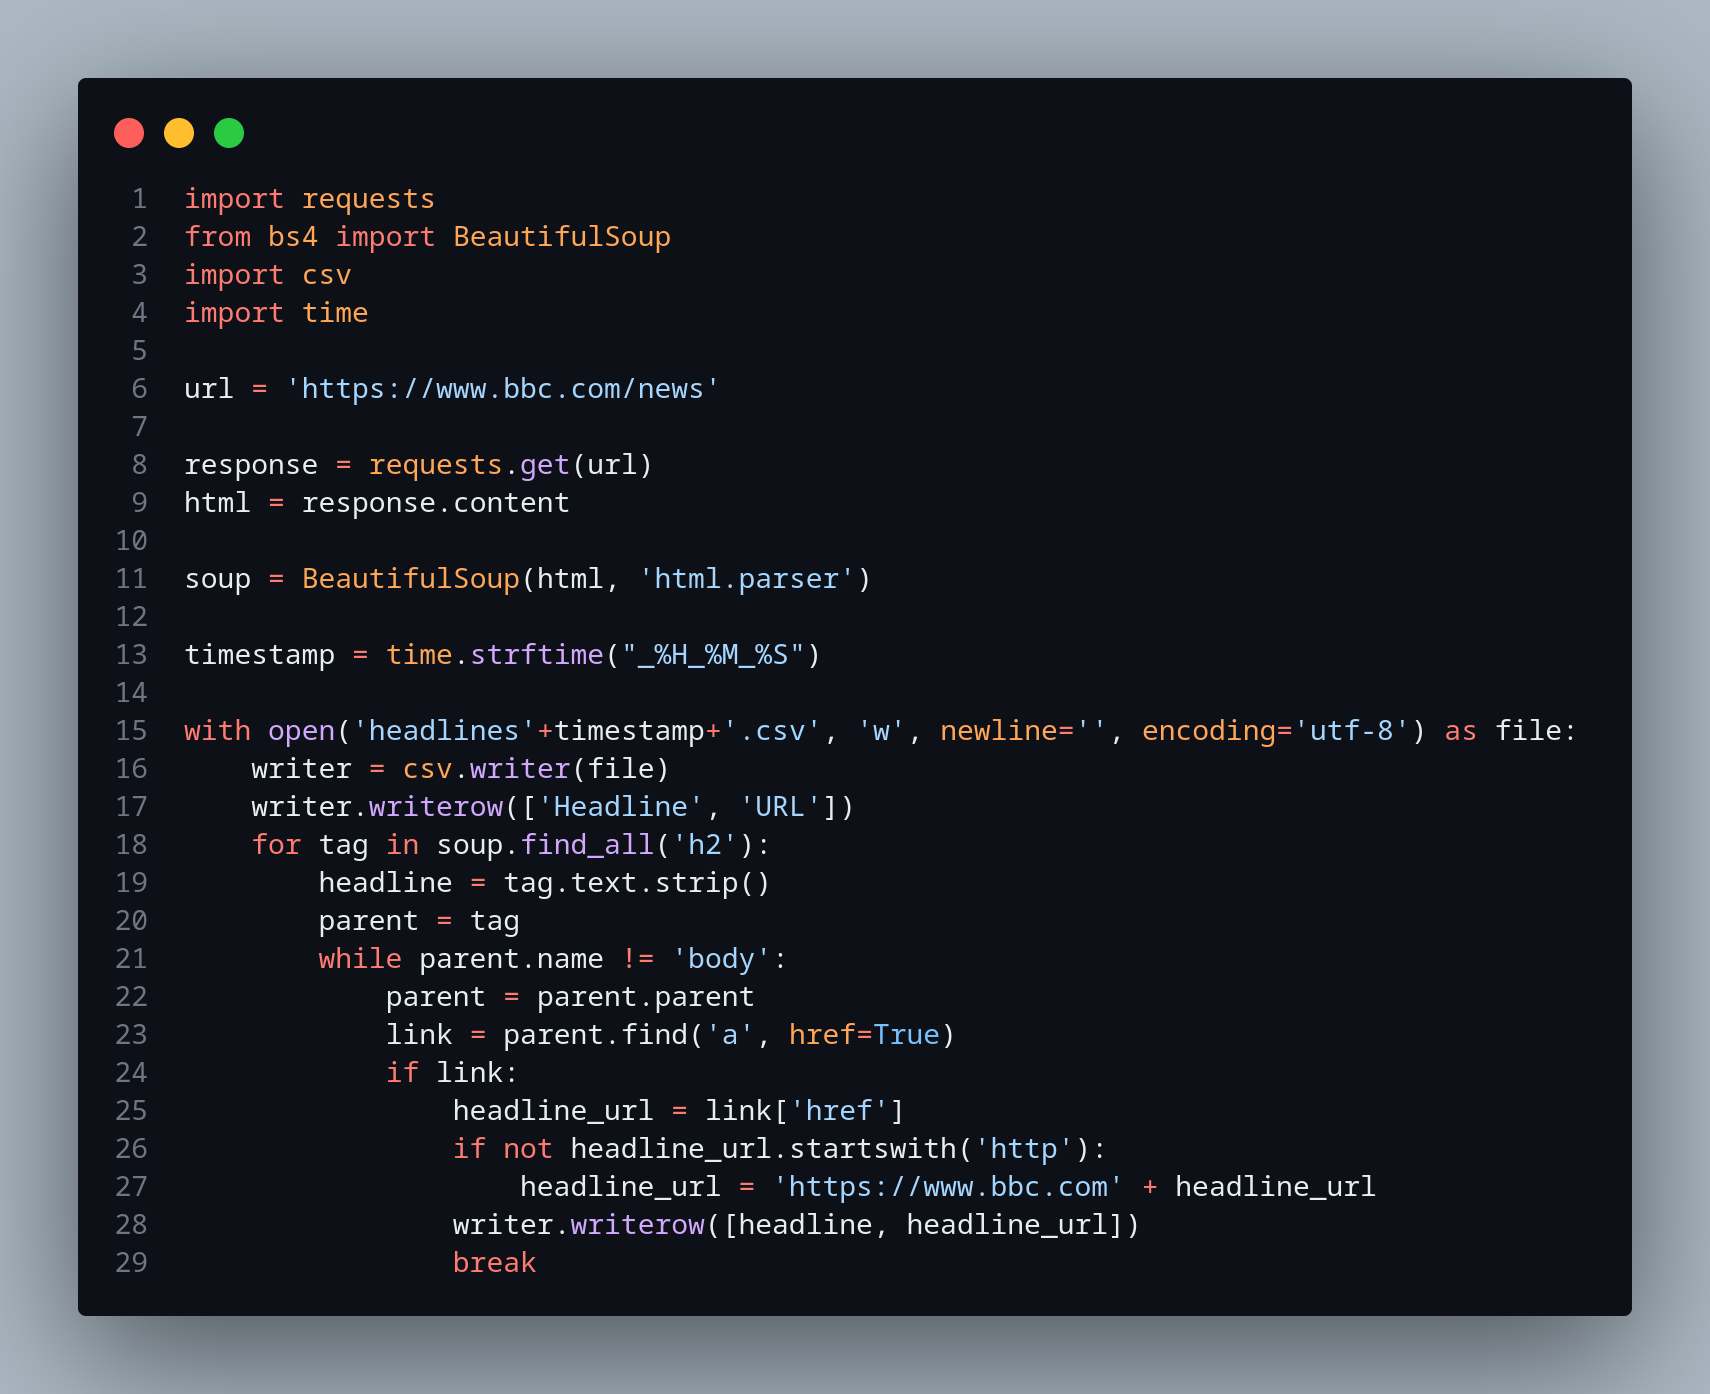 1 import requests
2 from bs4 import BeautifulSoup
3 import csv
4 import time
5
6 url = 'https://www.bbc.com/news'
7
8 response = requests.get(url)
9 html = response.content
10
11 soup = BeautifulSoup(html, 'html.parser')
12
13 timestamp = time.strftime("_%H_%M_%S")
14
15 with open('headlines'+timestamp+'.csv', 'w', newline='', encoding='utf-8') as file:
16     writer = csv.writer(file)
17     writer.writerow(['Headline', 'URL'])
18     for tag in soup.find_all('h2'):
19         headline = tag.text.strip()
20         parent = tag
21         while parent.name != 'body':
22             parent = parent.parent
23             link = parent.find('a', href=True)
24             if link:
25                 headline_url = link['href']
26                 if not headline_url.startswith('http'):
27                     headline_url = 'https://www.bbc.com' + headline_url
28                 writer.writerow([headline, headline_url])
29                 break